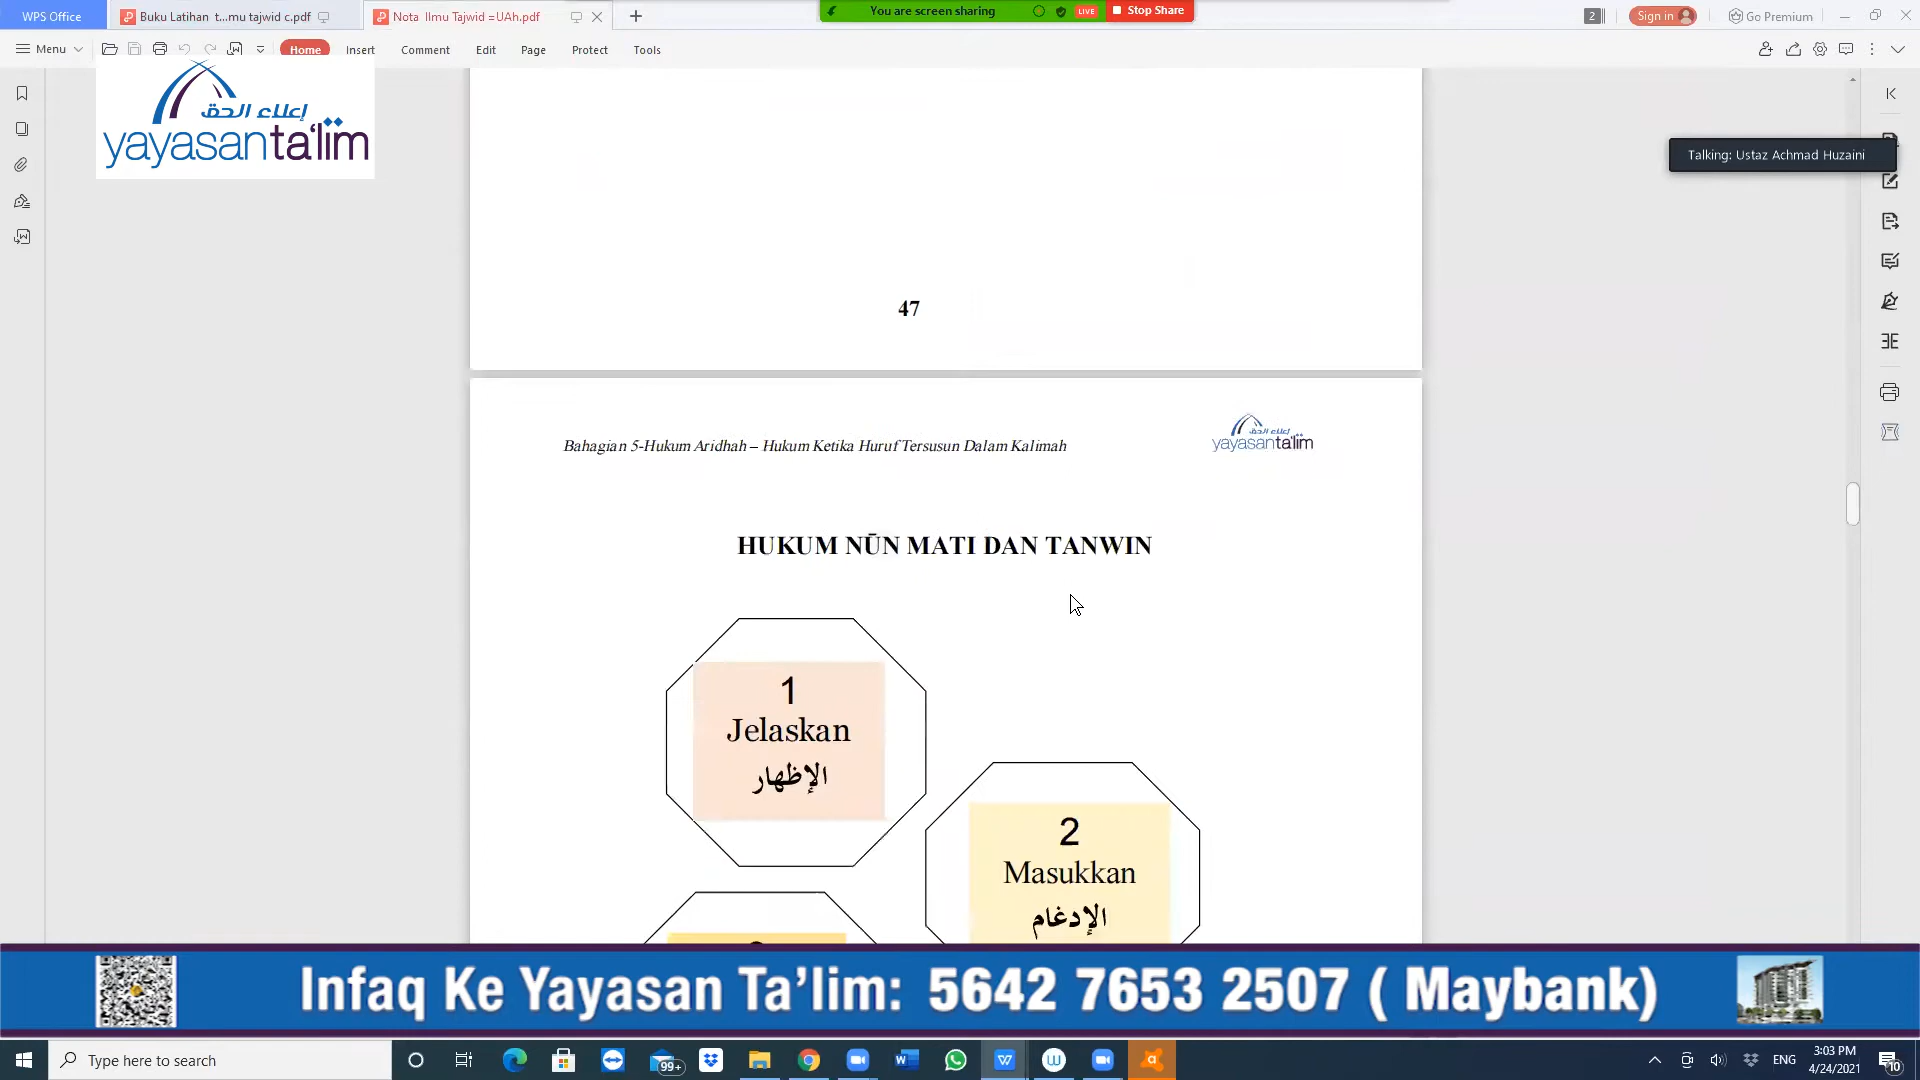 WPS Office
Buku Latihan t...mu tajwid c.pdf
Nota Ilmu Tajwid =UAh.pdf
You are screen sharing
LIVE
Stop Share
2
Sign in
Go Premium
Menu
Home
Insert
Comment
Edit
Page
Protect
Tools
إعلاء الحق
yayasanta'lim
Talking: Ustaz Achmad Huzaini
47
Bahagian 5-Hukum Aridhah – Hukum Ketika Huruf Tersusun Dalam Kalimah
إعلاء الحق
yayasanta'lim
HUKUM NŪN MATI DAN TANWIN
1
Jelaskan
الإظهار
2
Masukkan
الإدغام
Infaq Ke Yayasan Ta’lim: 5642 7653 2507 ( Maybank)
Type here to search
99+
ENG
3:03 PM
4/24/2021
10